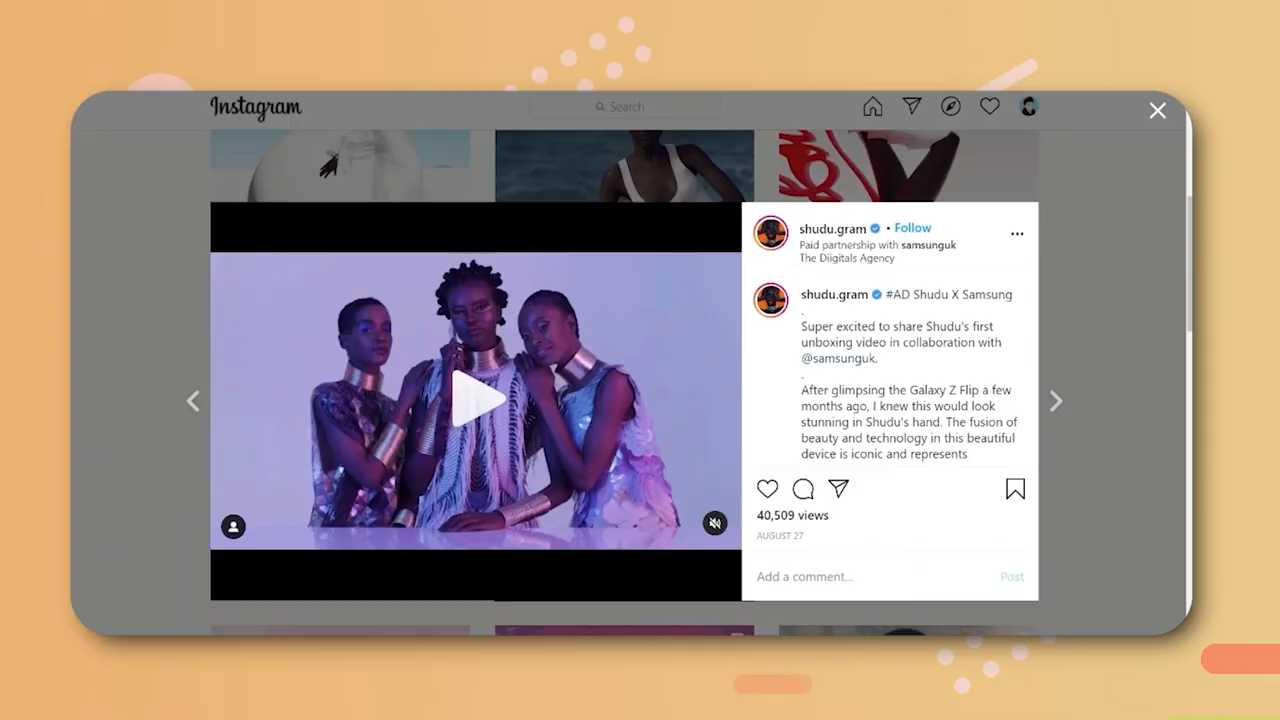 Instagram
Search
shudu.gram • Follow
Paid partnership with samsunguk
The Diigitals Agency
shudu.gram #AD Shudu X Samsung
.
Super excited to share Shudu's first
unboxing video in collaboration with
@samsunguk.
.
After glimpsing the Galaxy Z Flip a few
months ago, I knew this would look
stunning in Shudu's hand. The fusion of
beauty and technology in this beautiful
device is iconic and represents
40,509 views
AUGUST 27
Add a comment...
Post